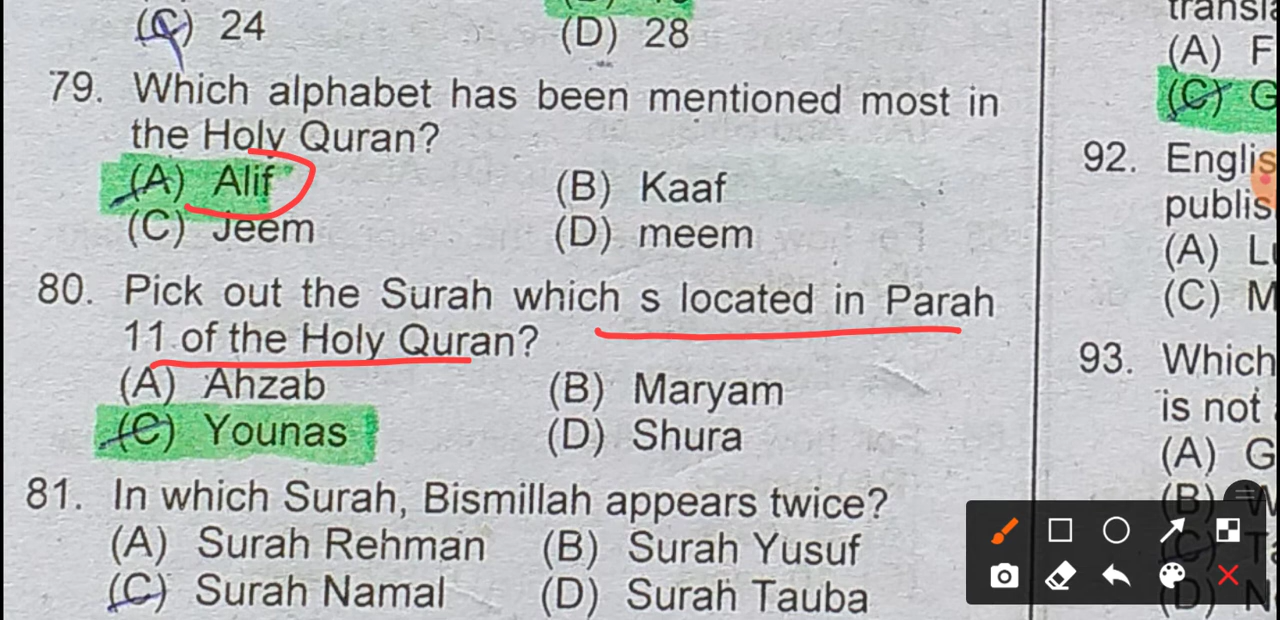 (C) 24
(D) 28
79. Which alphabet has been mentioned most in
the Holy Quran?
(A) Alif
(B) Kaaf
(C) Jeem
(D) meem
80. Pick out the Surah which s located in Parah
11 of the Holy Quran?
(A) Ahzab
(B) Maryam
(C) Younas
(D) Shura
81. In which Surah, Bismillah appears twice?
(A) Surah Rehman
(B) Surah Yusuf
(C) Surah Namal
(D) Surah Tauba
(A) F
(C) G
92. Englis
publis
(A) L
(C) M
93. Which
is not
(A) G
(B)
(C)
(D) N